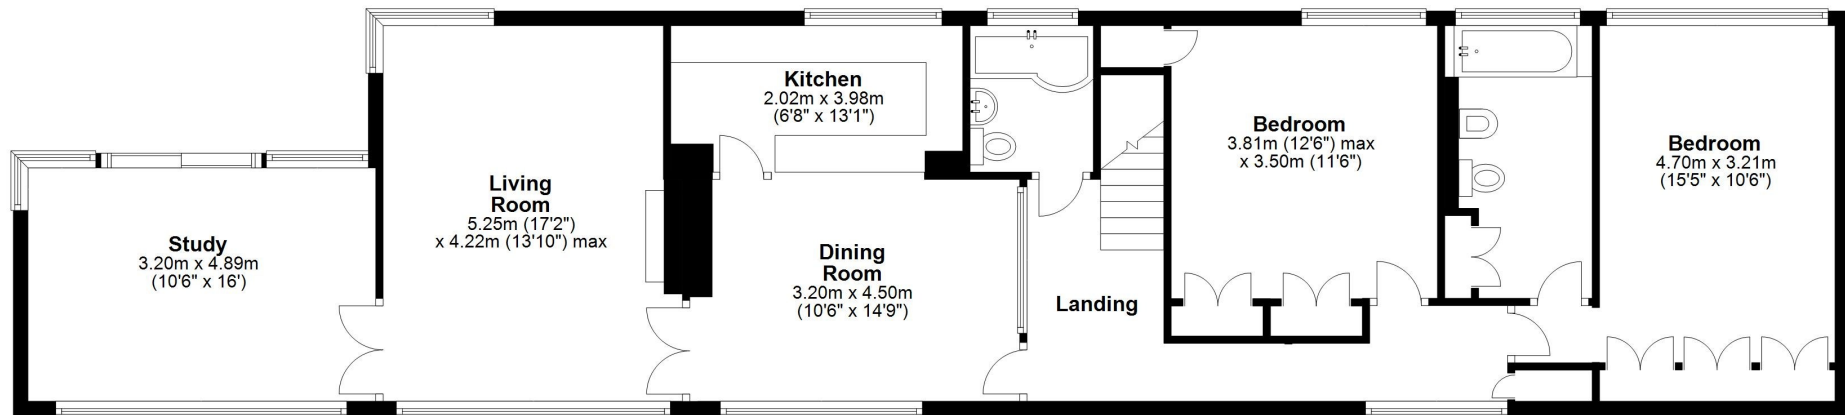 Study
3.20m x 4.89m
(10'6" x 16')
Living
Room
5.25m (17'2")
x 4.22m (13'10") max
Kitchen
2.02m x 3.98m
(6'8" x 13'1")
Dining
Room
3.20m x 4.50m
(10'6" x 14'9")
Landing
Bedroom
3.81m (12'6") max
x 3.50m (11'6")
Bedroom
4.70m x 3.21m
(15'5" x 10'6")